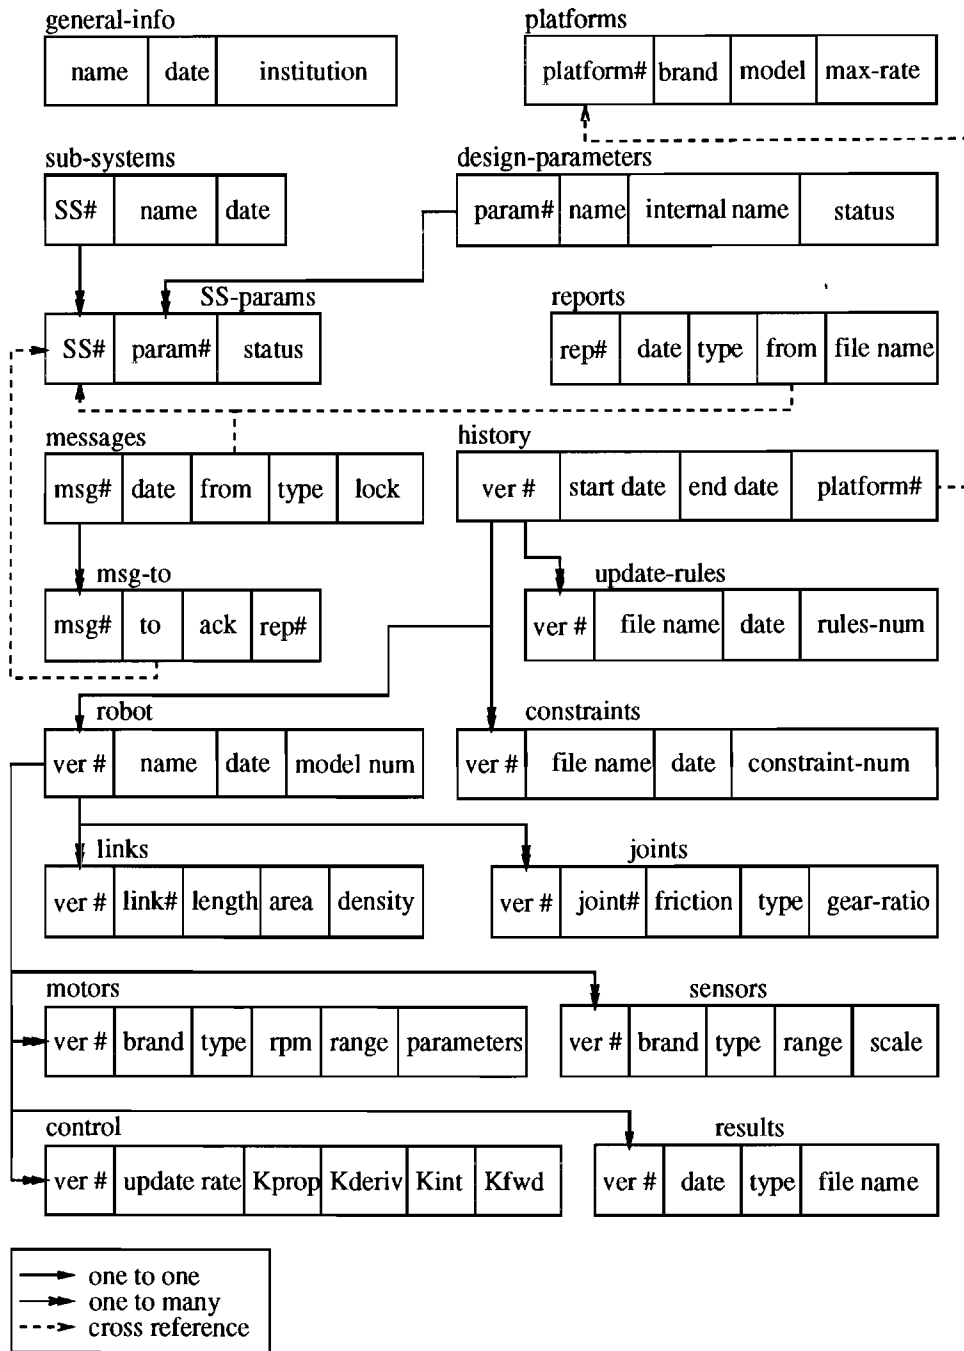 general-info
name date institution
platforms
platform# brand model max-rate
sub-systems
SS# name date
design-parameters
param# name internal name status
SS-params
SS# param# status
reports
rep# date type from file name
messages
msg# date from type lock
history
ver # start date end date platform#
msg-to
msg# to ack rep#
update-rules
ver # file name date rules-num
robot
ver # name date model num
constraints
ver # file name date constraint-num
links
ver # link# length area density
joints
ver # joint# friction type gear-ratio
motors
ver # brand type rpm range parameters
sensors
ver # brand type range scale
control
ver # update rate Kprop Kderiv Kint Kfwd
results
ver # date type file name
one to one
one to many
cross reference